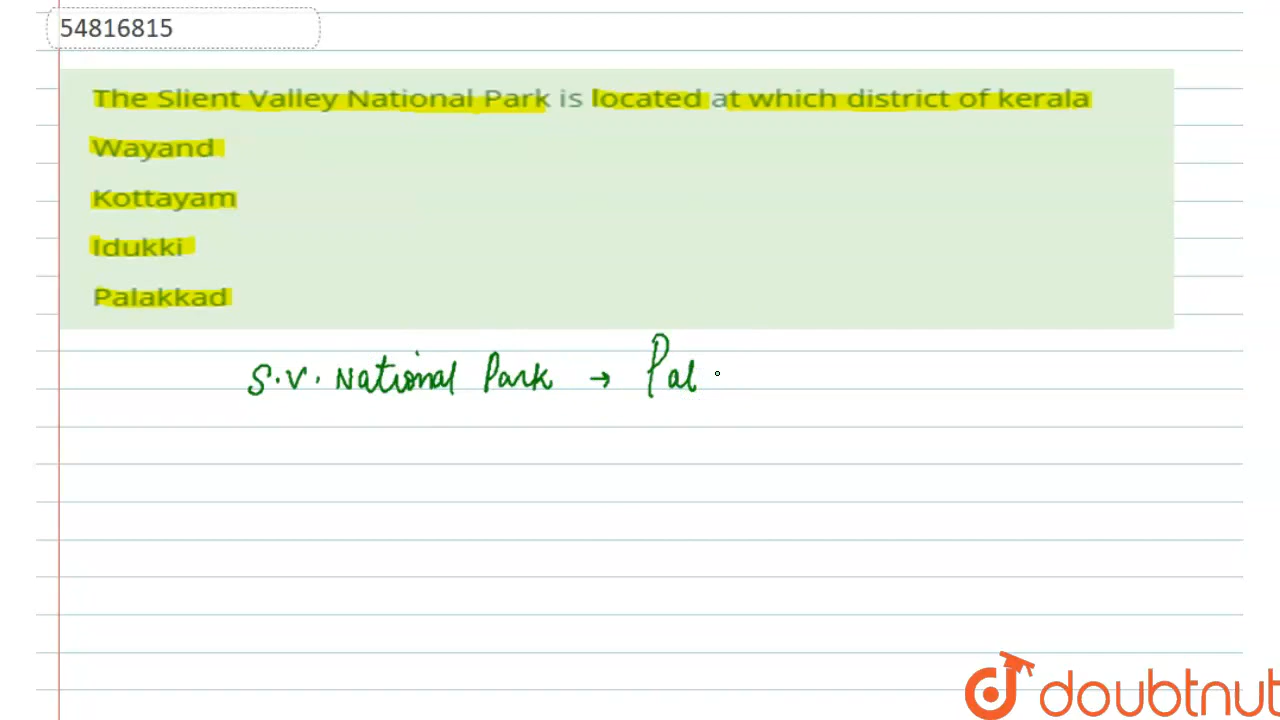 54816815
The Slient Valley National Park is located at which district of kerala
Wayand
Kottayam
Idukki
Palakkad
S.V. National Park → Pal
doubtnut